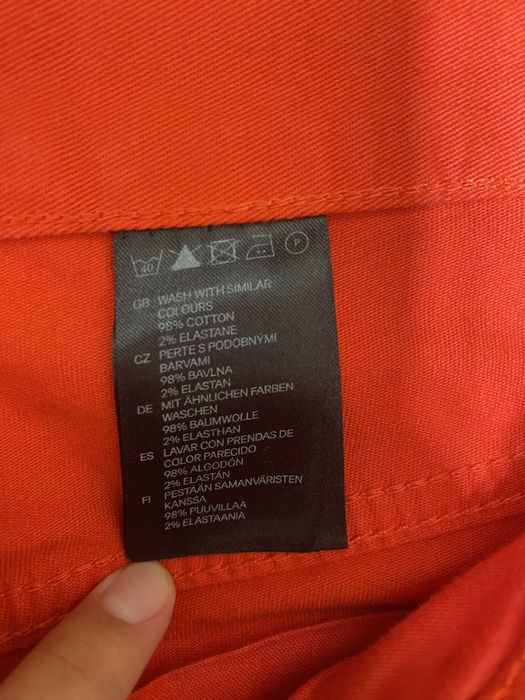 40 P
GB WASH WITH SIMILAR
COLOURS
98% COTTON
2% ELASTANE
CZ PERTE S PODOBNÝMI
BARVAMI
98% BAVLNA
2% ELASTAN
DE MIT ÄHNLICHEN FARBEN
WASCHEN
98% BAUMWOLLE
2% ELASTHAN
ES LAVAR CON PRENDAS DE
COLOR PARECIDO
98% ALGODÓN
2% ELASTÁN
FI PESTÄÄN SAMANVÄRISTEN
KANSSA
98% PUUVILLAA
2% ELASTAANIA